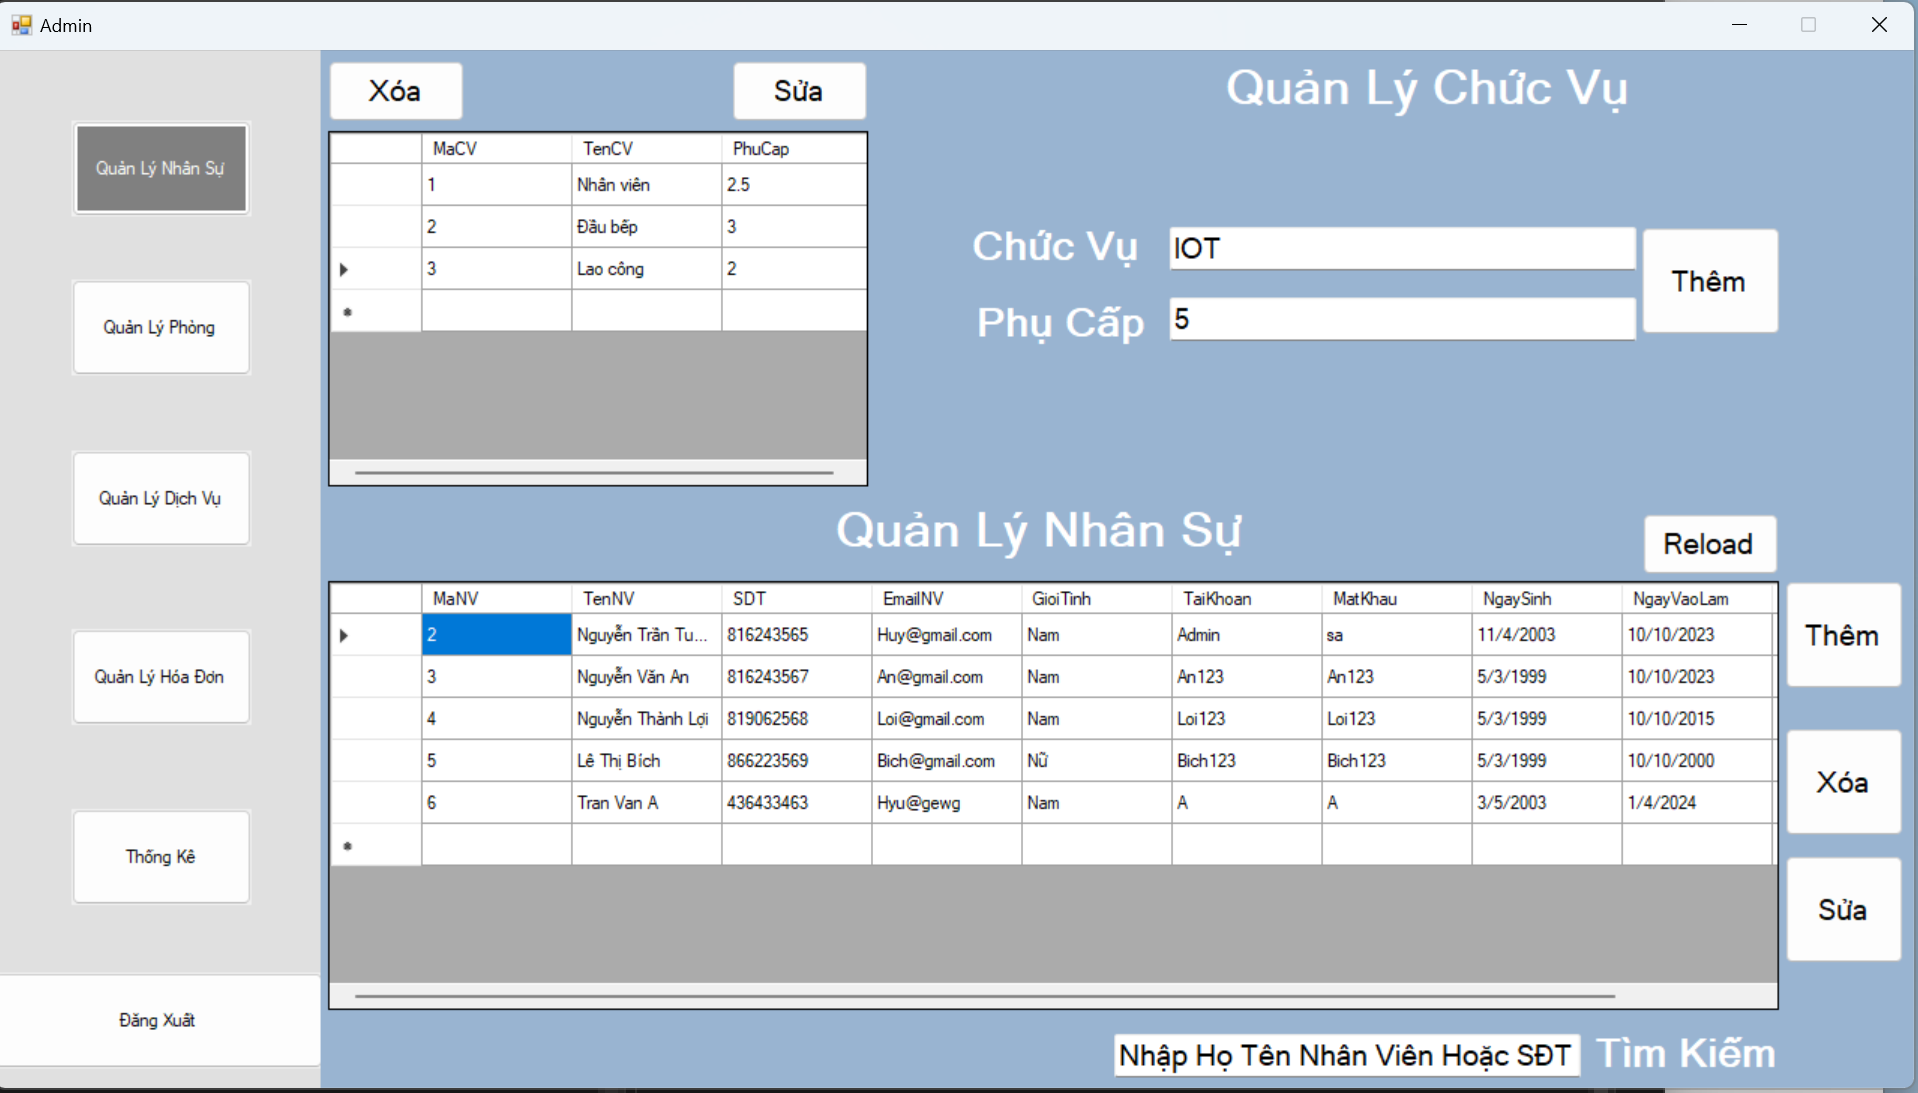 Admin
Quản Lý Nhân Sự
Quản Lý Phòng
Quản Lý Dịch Vụ
Quản Lý Hóa Đơn
Thống Kê
Đăng Xuất
Xóa
Sửa
Quản Lý Chức Vụ
MaCV TenCV PhuCap
1 Nhân viên 2.5
2 Đầu bếp 3
3 Lao công 2
Chức Vụ IOT
Phụ Cấp 5
Thêm
Quản Lý Nhân Sự
Reload
MaNV TenNV SDT EmailNV GioiTinh TaiKhoan MatKhau NgaySinh NgayVaoLam
2 Nguyễn Trần Tu... 816243565 Huy@gmail.com Nam Admin sa 11/4/2003 10/10/2023
3 Nguyễn Văn An 816243567 An@gmail.com Nam An123 An123 5/3/1999 10/10/2023
4 Nguyễn Thành Lợi 819062568 Loi@gmail.com Nam Loi123 Loi123 5/3/1999 10/10/2015
5 Lê Thị Bích 866223569 Bich@gmail.com Nữ Bich123 Bich123 5/3/1999 10/10/2000
6 Tran Van A 436433463 Hyu@gewg Nam A A 3/5/2003 1/4/2024
Thêm
Xóa
Sửa
Nhập Họ Tên Nhân Viên Hoặc SĐT Tìm Kiếm